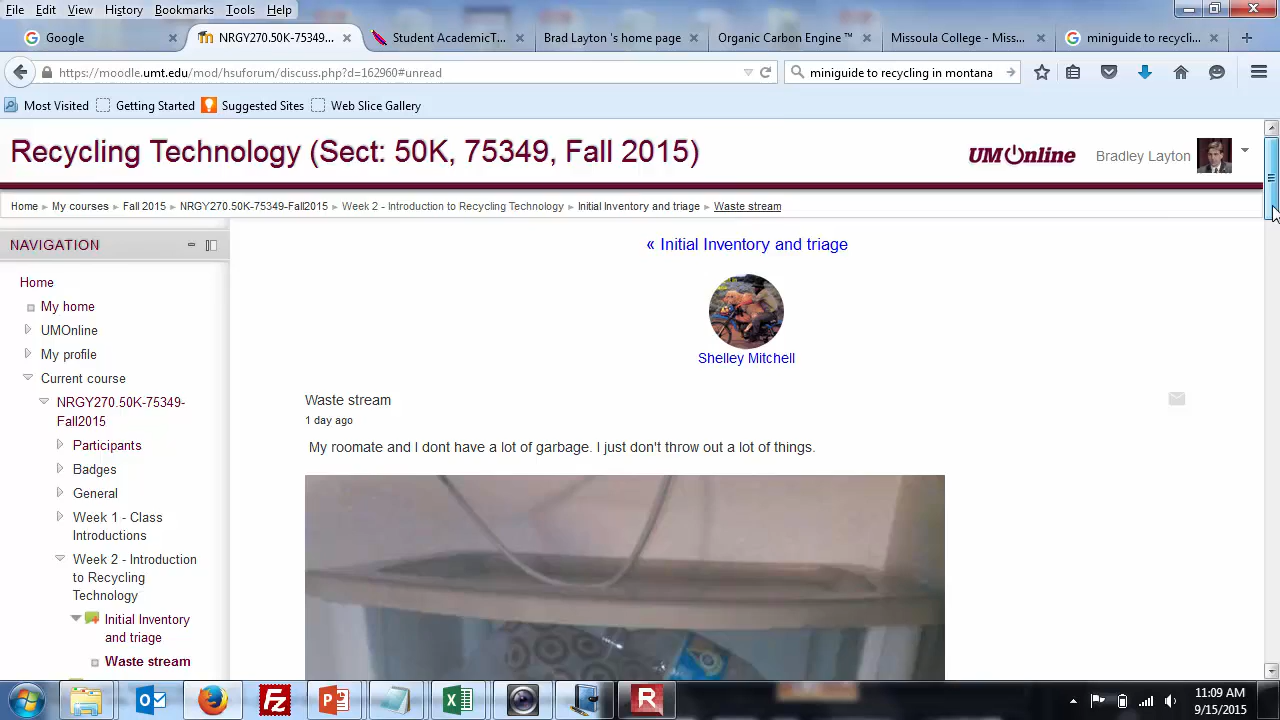 File Edit View History Bookmarks Tools Help
Google
NRGY270.50K-75349...
Student AcademicT...
Brad Layton 's home page
Organic Carbon Engine ™
Missoula College - Miss...
miniguide to recycli...
https://moodle.umt.edu/mod/hsuforum/discuss.php?d=162960#unread
miniguide to recycling in montana
Most Visited Getting Started Suggested Sites Web Slice Gallery
Recycling Technology (Sect: 50K, 75349, Fall 2015)
UMOnline
Bradley Layton
Home My courses Fall 2015 NRGY270.50K-75349-Fall2015 Week 2 - Introduction to Recycling Technology Initial Inventory and triage Waste stream
NAVIGATION
Home
My home
UMOnline
My profile
Current course
NRGY270.50K-75349-
Fall2015
Participants
Badges
General
Week 1 - Class
Introductions
Week 2 - Introduction
to Recycling
Technology
Initial Inventory
and triage
Waste stream
« Initial Inventory and triage
Shelley Mitchell
Waste stream
1 day ago
My roomate and I dont have a lot of garbage. I just don't throw out a lot of things.
11:09 AM
9/15/2015